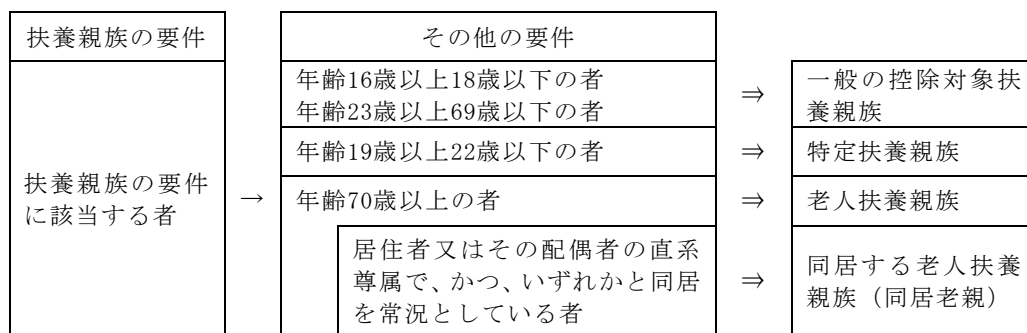 扶養親族の要件
その他の要件
扶養親族の要件
に該当する者
→
年齢16歳以上18歳以下の者
年齢23歳以上69歳以下の者
⇒
一般の控除対象扶
養親族
年齢19歳以上22歳以下の者
⇒
特定扶養親族
年齢70歳以上の者
⇒
老人扶養親族
居住者又はその配偶者の直系
尊属で、かつ、いずれかと同居
を常況としている者
⇒
同居する老人扶養
親族（同居老親）